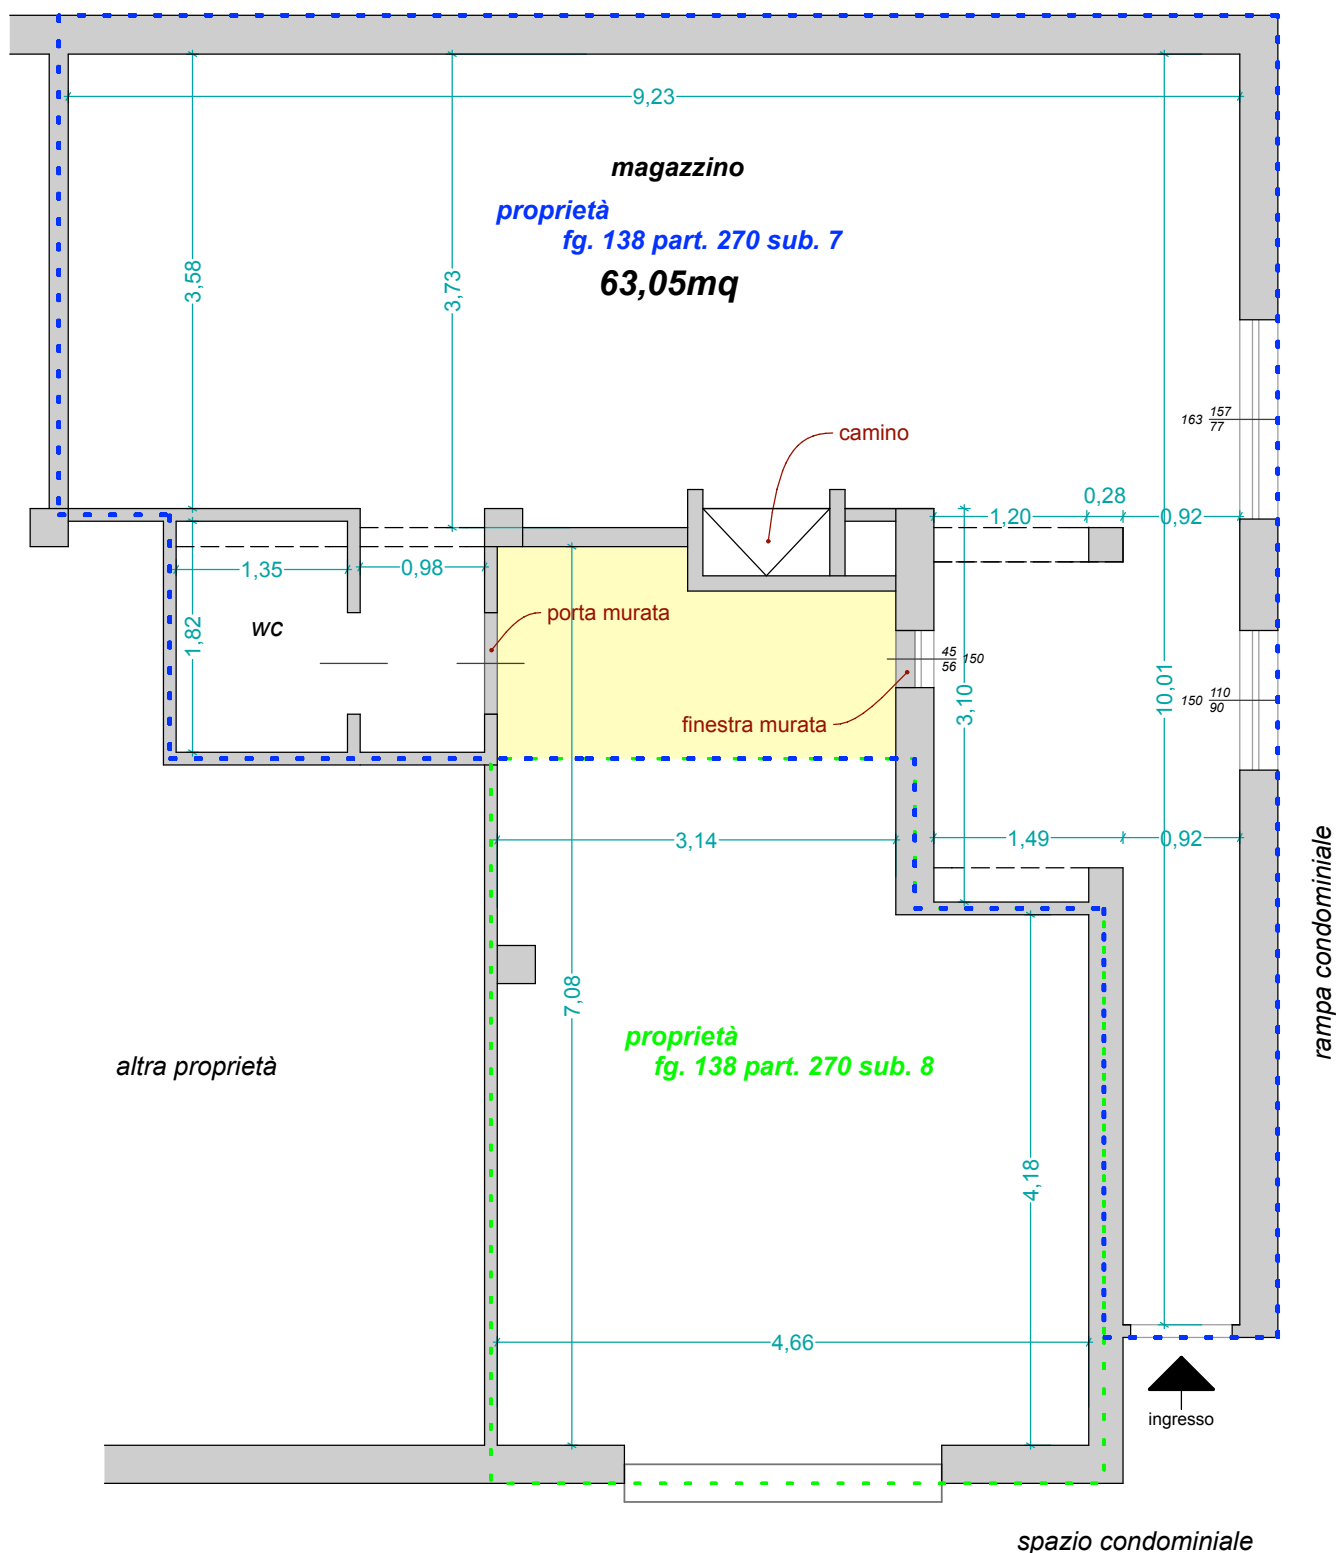 9,23
magazzino
proprietà
fg. 138 part. 270 sub. 7
63,05mq
3,58
3,73
163 157 77
camino
0,28
1,20
0,92
1,35
0,98
porta murata
wc
1,82
45 56 150
3,10
10,01
150 110 90
finestra murata
3,14
1,49
0,92
rampa condominiale
7,08
proprietà
fg. 138 part. 270 sub. 8
altra proprietà
4,18
4,66
ingresso
spazio condominiale